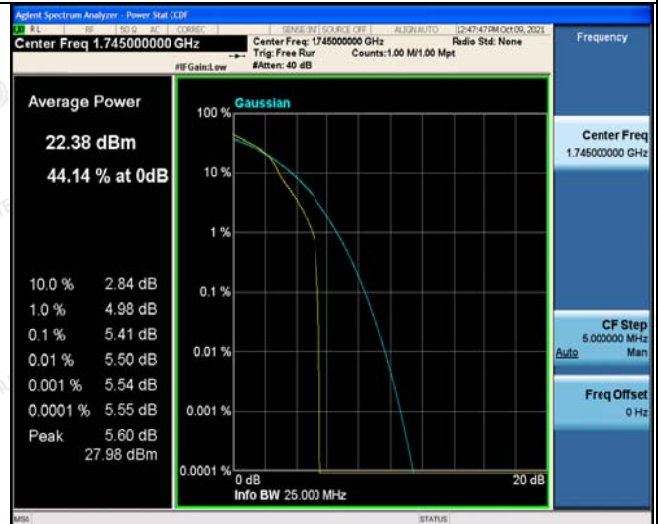 Agilent Spectrum Analyzer - Power Stat CCDF
RL RF 50 Ω AC CORREC SENSE:INT SOURCE OFF ALIGNAUTO 12:47:47PM Oct 09, 2021
Center Freq 1.745000000 GHz
Center Freq: 1.745000000 GHz Radio Std: None
Trig: Free Run Counts:1.00 M/1.00 Mpt
#IFGain:Low #Atten: 40 dB
Frequency
Average Power
22.38 dBm
44.14 % at 0dB
10.0 % 2.84 dB
1.0 % 4.98 dB
0.1 % 5.41 dB
0.01 % 5.50 dB
0.001 % 5.54 dB
0.0001 % 5.55 dB
Peak 5.60 dB
27.98 dBm
Gaussian
100 %
10 %
1 %
0.1 %
0.01 %
0.001 %
0.0001 %
0 dB 20 dB
Info BW 25.000 MHz
Center Freq
1.745000000 GHz
CF Step
5.000000 MHz
Auto Man
Freq Offset
0 Hz
MSG STATUS